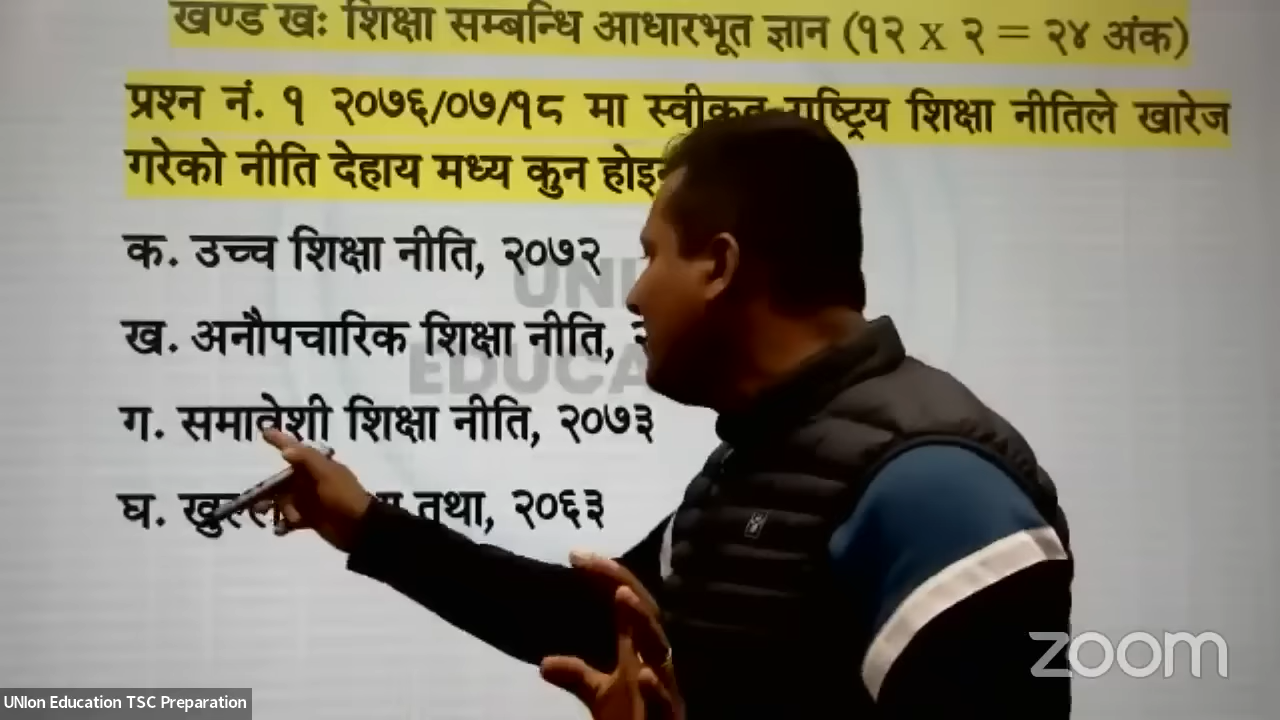 खण्ड खः शिक्षा सम्बन्धि आधारभूत ज्ञान (१२ x २ = २४ अंक)
प्रश्न नं. १ २०७६/०७/१८ मा स्वीकृत राष्ट्रिय शिक्षा नीतिले खारेज
गरेको नीति देहाय मध्य कुन
क. उच्च शिक्षा नीति, २०७२
ख. अनौपचारिक शिक्षा नीति,
ग. समावेशी शिक्षा नीति, २०७३
घ. तथा, २०६३
zoom
UNIon Education TSC Preparation